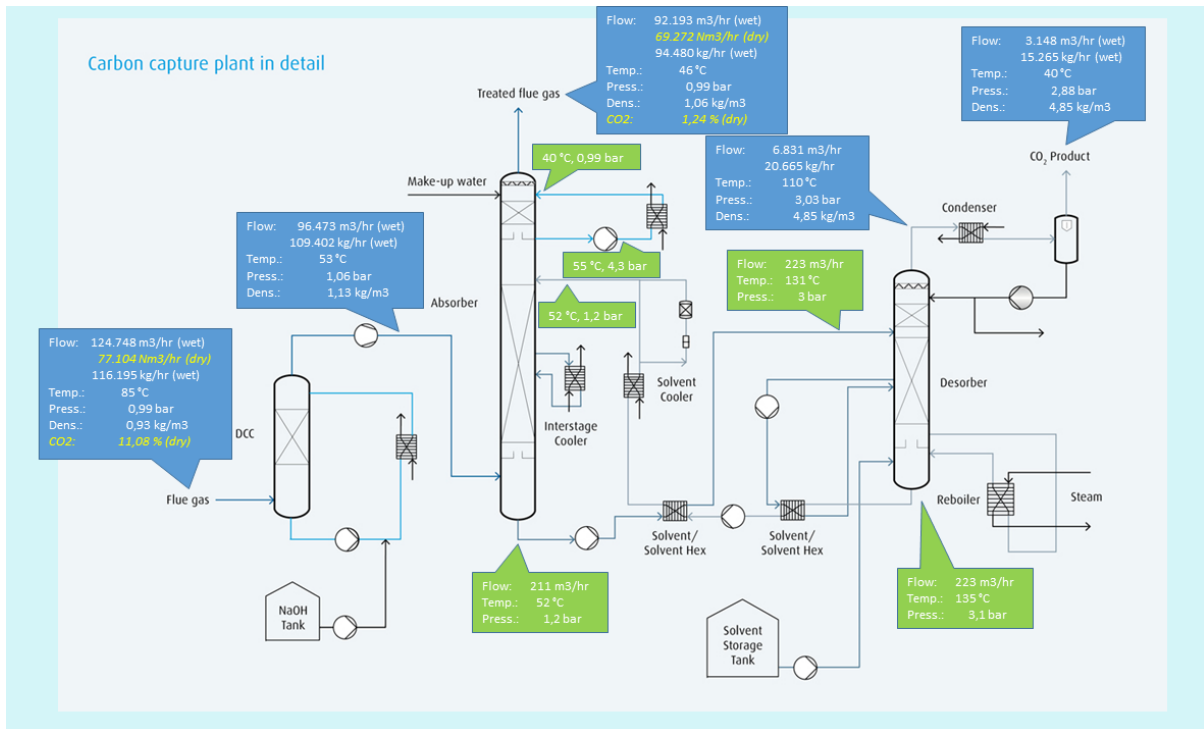 Carbon capture plant in detail
Flow: 92.193 m3/hr (wet)
69.272 Nm3/hr (dry)
94.480 kg/hr (wet)
Temp.: 46 °C
Press.: 0,99 bar
Dens.: 1,06 kg/m3
CO2: 1,24 % (dry)
Flow: 3.148 m3/hr (wet)
15.265 kg/hr (wet)
Temp.: 40 °C
Press.: 2,88 bar
Dens.: 4,85 kg/m3
Treated flue gas
CO2 Product
40 °C, 0,99 bar
Make-up water
Flow: 6.831 m3/hr
20.665 kg/hr
Temp.: 110 °C
Press.: 3,03 bar
Dens.: 4,85 kg/m3
Condenser
Flow: 96.473 m3/hr (wet)
109.402 kg/hr (wet)
Temp.: 53 °C
Press.: 1,06 bar
Dens.: 1,13 kg/m3
55 °C, 4,3 bar
Flow: 223 m3/hr
Temp.: 131 °C
Press.: 3 bar
Absorber
52 °C, 1,2 bar
Flow: 124.748 m3/hr (wet)
77.104 Nm3/hr (dry)
116.195 kg/hr (wet)
Temp.: 85 °C
Press.: 0,99 bar
Dens.: 0,93 kg/m3
CO2: 11,08 % (dry)
DCC
Solvent
Cooler
Desorber
Interstage
Cooler
Flue gas
Reboiler
Steam
Solvent/
Solvent Hex
Solvent/
Solvent Hex
Flow: 211 m3/hr
Temp.: 52 °C
Press.: 1,2 bar
Flow: 223 m3/hr
Temp.: 135 °C
Press.: 3,1 bar
NaOH
Tank
Solvent
Storage
Tank